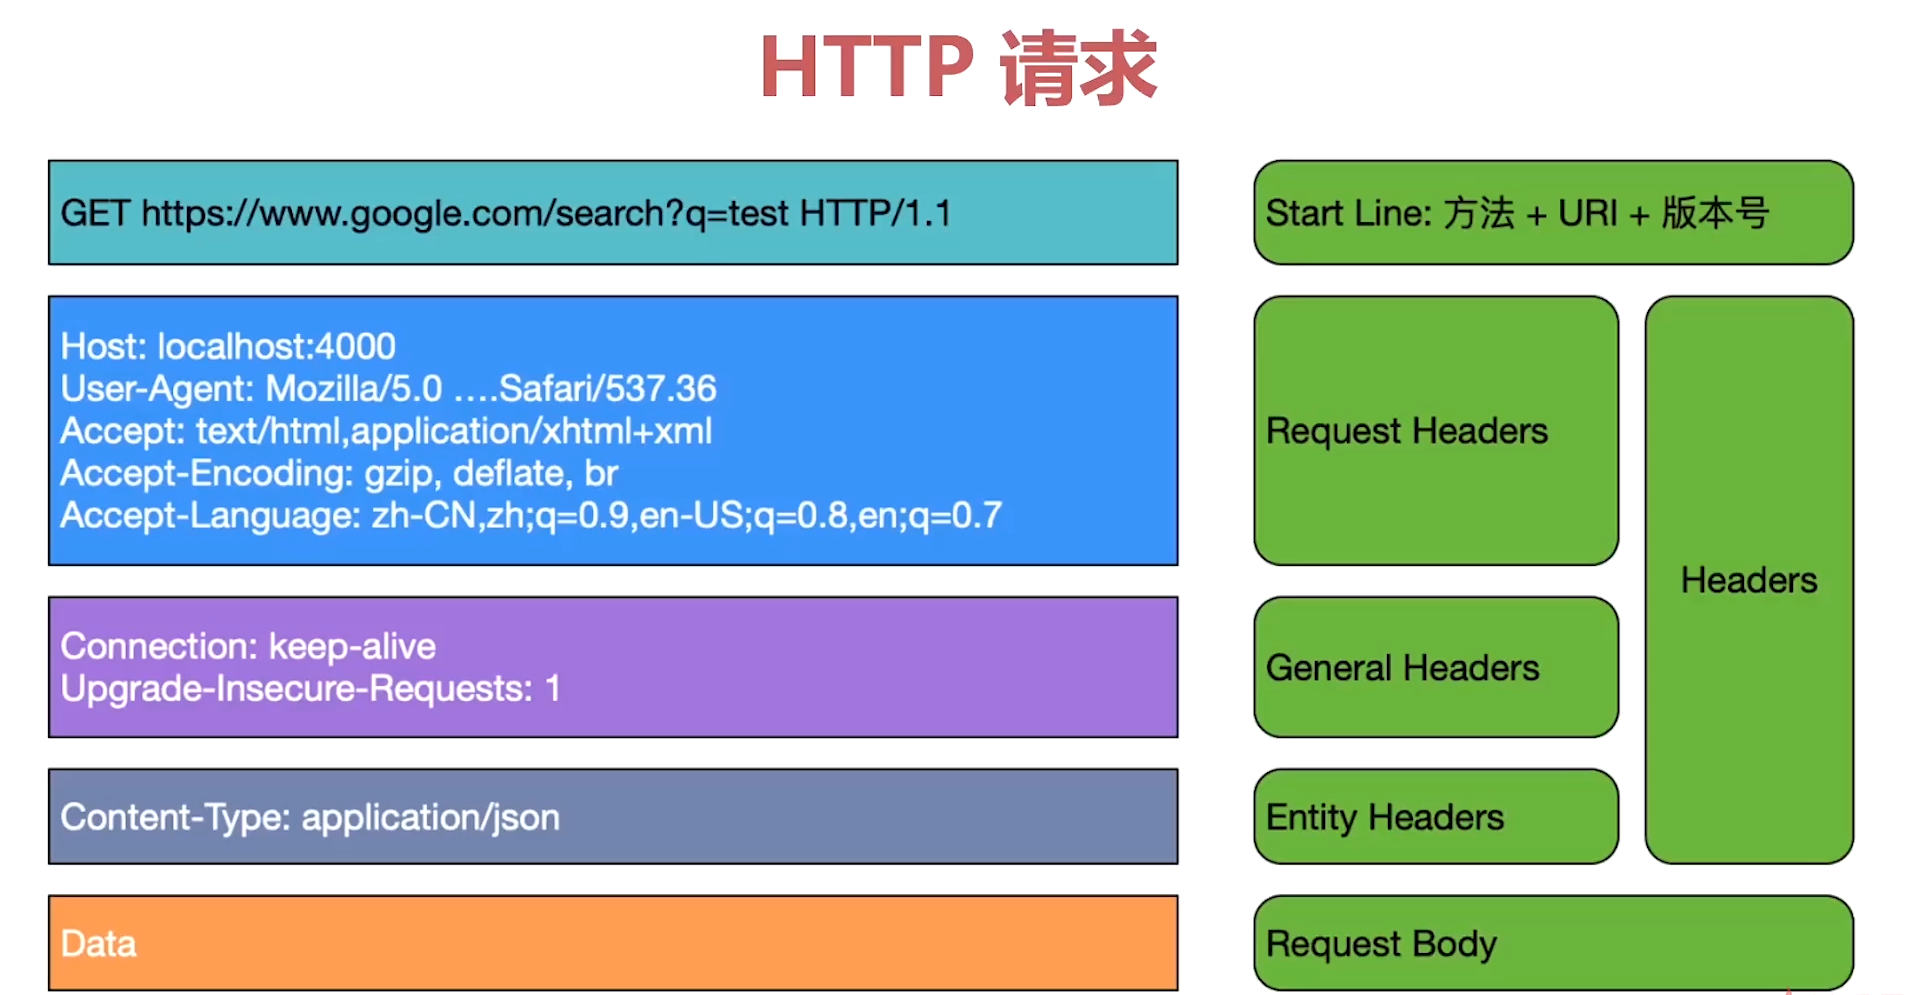 HTTP 请求
GET https://www.google.com/search?q=test HTTP/1.1
Start Line: 方法 + URI + 版本号
Host: localhost:4000
User-Agent: Mozilla/5.0 ....Safari/537.36
Accept: text/html,application/xhtml+xml
Accept-Encoding: gzip, deflate, br
Accept-Language: zh-CN,zh;q=0.9,en-US;q=0.8,en;q=0.7
Request Headers
Headers
Connection: keep-alive
Upgrade-Insecure-Requests: 1
General Headers
Content-Type: application/json
Entity Headers
Data
Request Body